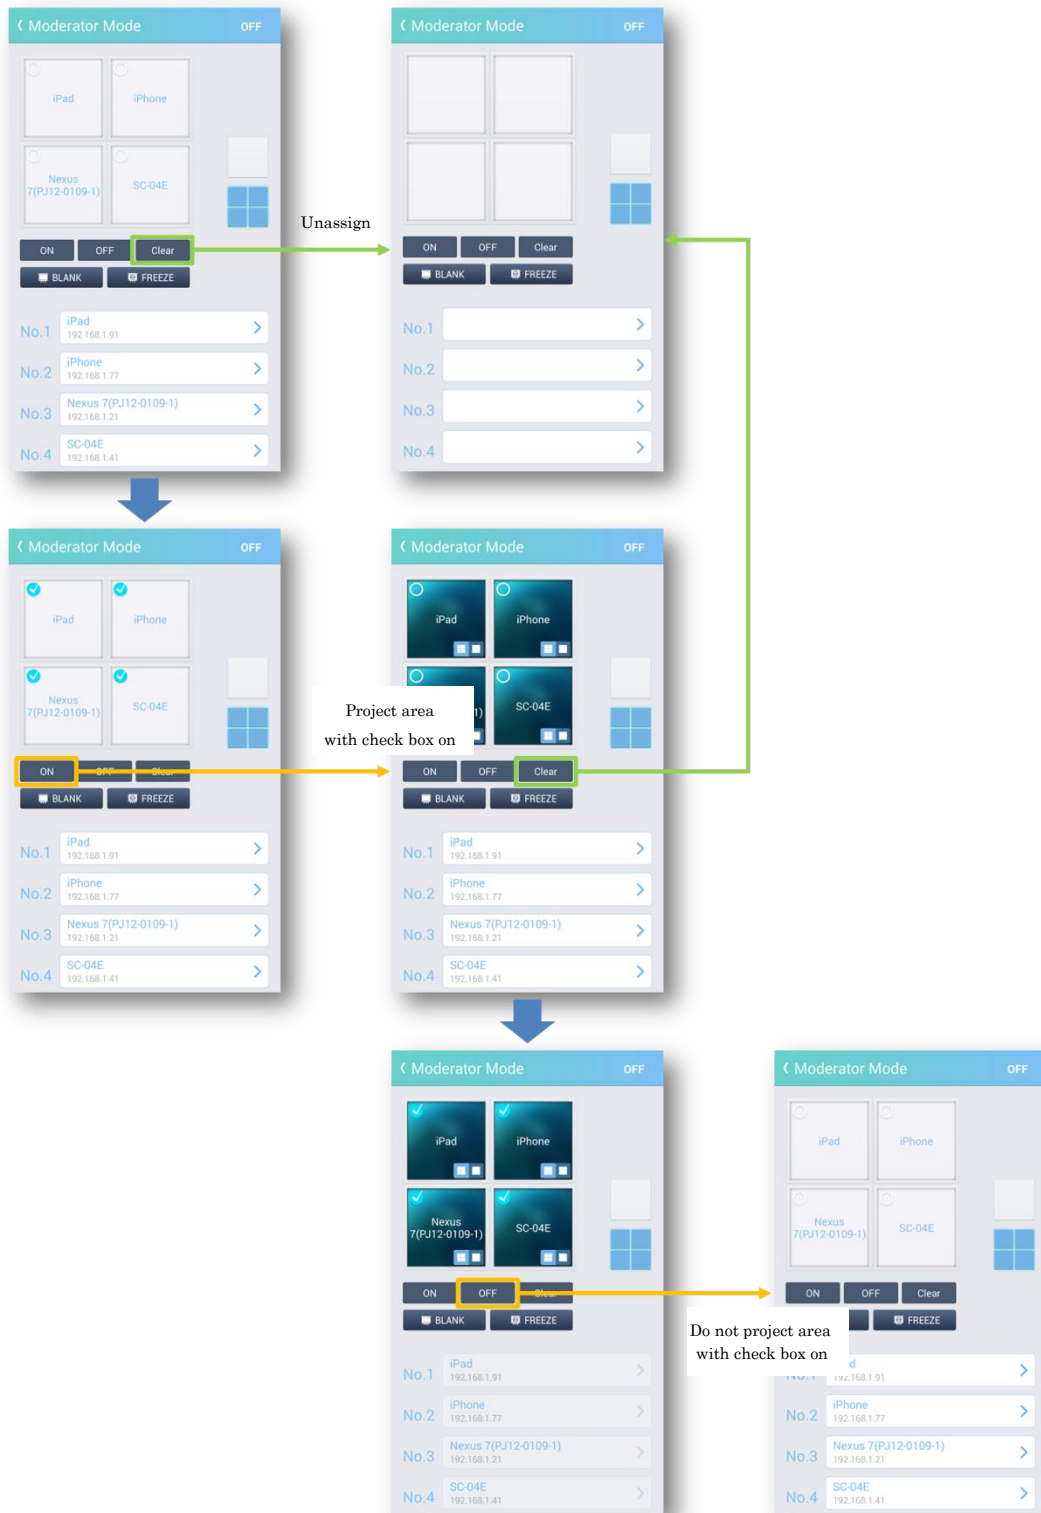 Moderator Mode OFF
iPad iPhone
Nexus
7(PJ12-0109-1) SC-04E
ON OFF Clear
BLANK FREEZE
No.1 iPad
192.168.1.91
No.2 iPhone
192.168.1.77
No.3 Nexus 7(PJ12-0109-1)
192.168.1.21
No.4 SC-04E
192.168.1.41
Unassign
Moderator Mode OFF
ON OFF Clear
BLANK FREEZE
No.1
No.2
No.3
No.4
Moderator Mode OFF
iPad iPhone
Nexus
7(PJ12-0109-1) SC-04E
ON OFF Clear
BLANK FREEZE
No.1 iPad
192.168.1.91
No.2 iPhone
192.168.1.77
No.3 Nexus 7(PJ12-0109-1)
192.168.1.21
No.4 SC-04E
192.168.1.41
Project area
with check box on
Moderator Mode OFF
iPad iPhone
1) SC-04E
ON OFF Clear
BLANK FREEZE
No.1 iPad
192.168.1.91
No.2 iPhone
192.168.1.77
No.3 Nexus 7(PJ12-0109-1)
192.168.1.21
No.4 SC-04E
192.168.1.41
Moderator Mode OFF
iPad iPhone
Nexus
7(PJ12-0109-1) SC-04E
ON OFF Clear
BLANK FREEZE
No.1 iPad
192.168.1.91
No.2 iPhone
192.168.1.77
No.3 Nexus 7(PJ12-0109-1)
192.168.1.21
No.4 SC-04E
192.168.1.41
Do not project area
with check box on
Moderator Mode OFF
iPad iPhone
Nexus
7(PJ12-0109-1) SC-04E
ON OFF Clear
FREEZE
No.1 d
192.168.1.91
No.2 iPhone
192.168.1.77
No.3 Nexus 7(PJ12-0109-1)
192.168.1.21
No.4 SC-04E
192.168.1.41